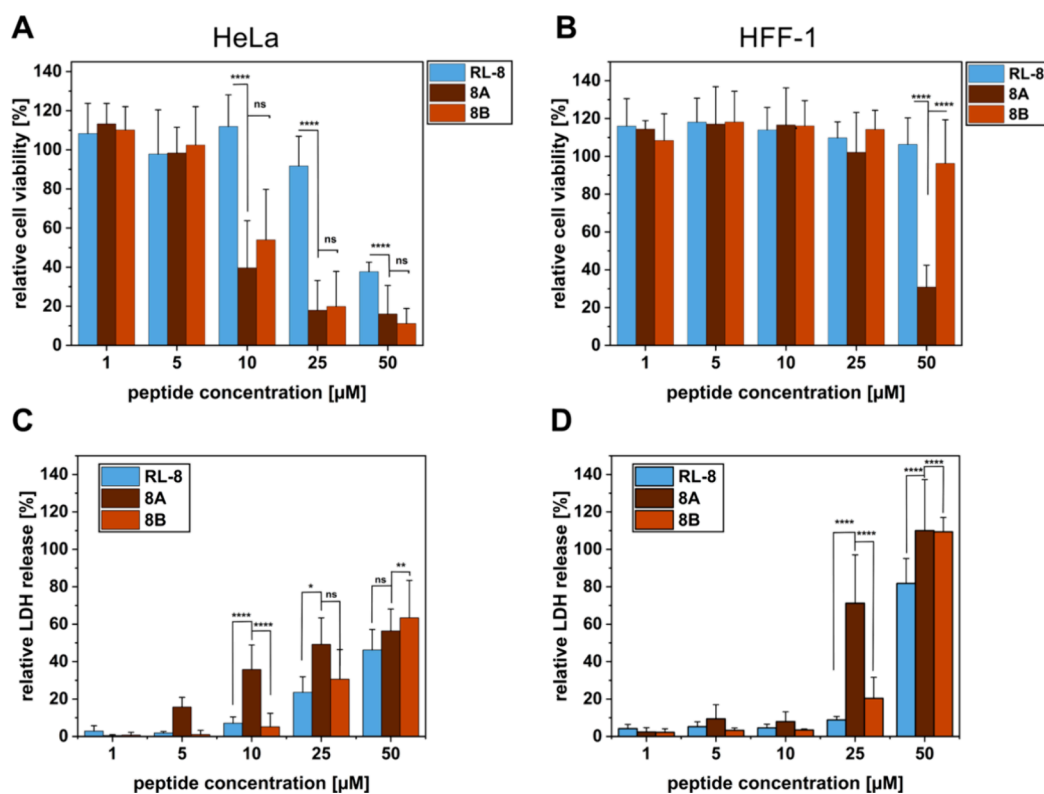 A
HeLa
B
HFF-1
RL-8
8A
8B
RL-8
8A
8B
relative cell viability [%]
140
120
100
80
60
40
20
0
****
ns
****
ns
****
ns
1
5
10
25
50
peptide concentration [µM]
relative cell viability [%]
140
120
100
80
60
40
20
0
****
****
1
5
10
25
50
peptide concentration [µM]
C
D
relative LDH release [%]
140
120
100
80
60
40
20
0
RL-8
8A
8B
****
****
*
ns
ns
**
1
5
10
25
50
peptide concentration [µM]
relative LDH release [%]
140
120
100
80
60
40
20
0
RL-8
8A
8B
****
****
****
****
1
5
10
25
50
peptide concentration [µM]